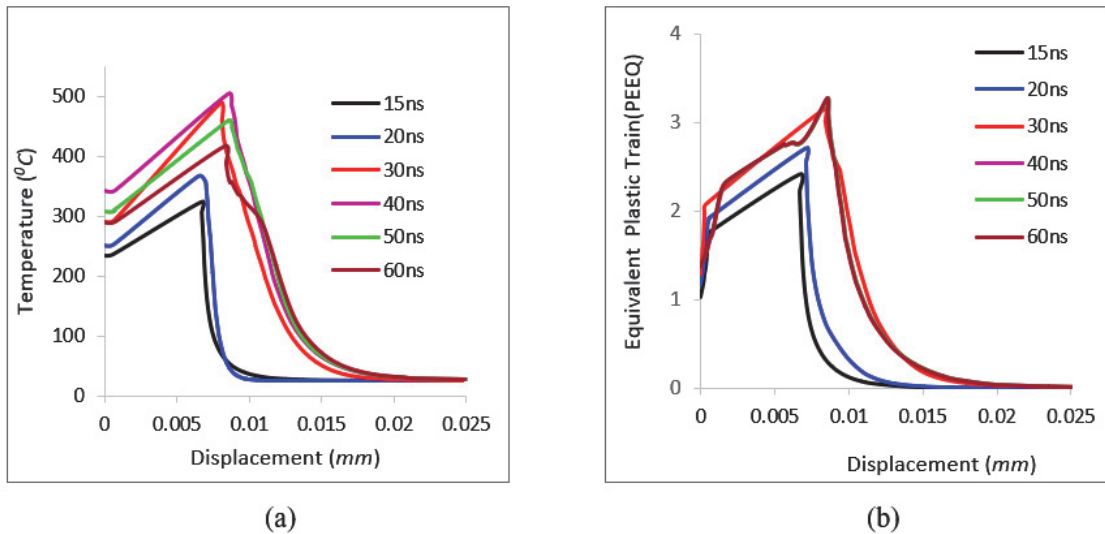 Temperature (⁰C)
500
400
300
200
100
0
15ns
20ns
30ns
40ns
50ns
60ns
0 0.005 0.01 0.015 0.02 0.025
Displacement (mm)
(a)
Equivalent Plastic Train(PEEQ)
4
3
2
1
0
15ns
20ns
30ns
40ns
50ns
60ns
0 0.005 0.01 0.015 0.02 0.025
Displacement (mm)
(b)